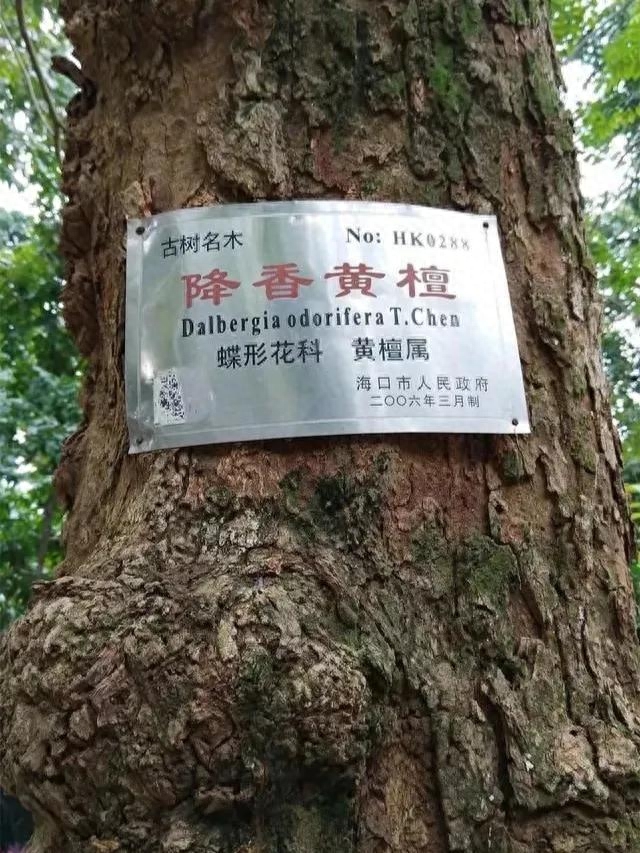 古树名木 No: HK0288
降香黄檀
Dalbergia odorifera T.Chen
蝶形花科 黄檀属
海口市人民政府
二〇〇六年三月制